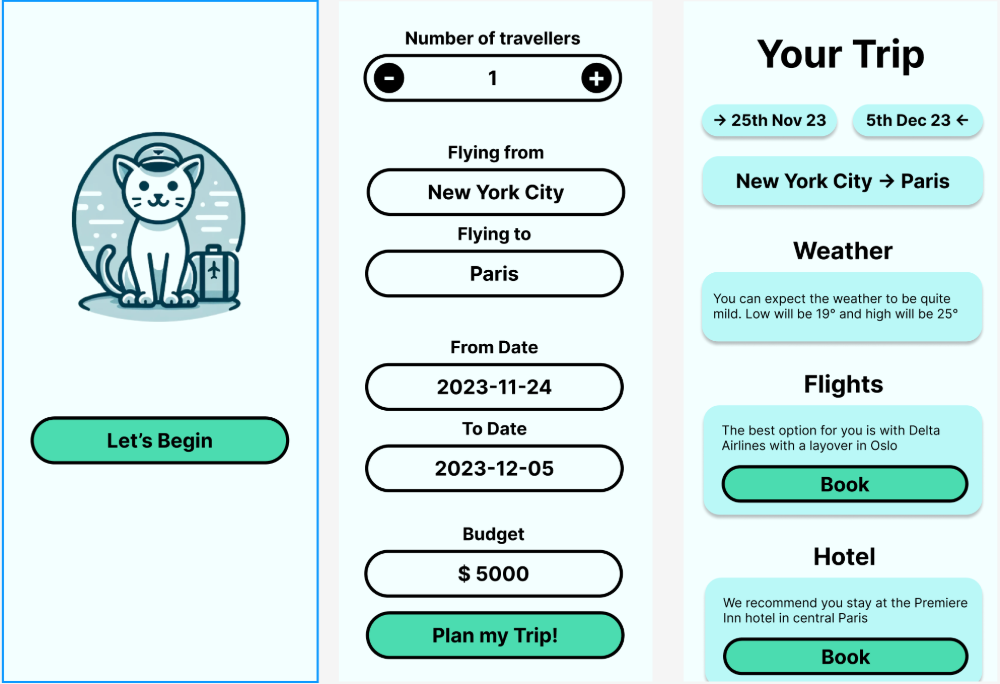 Let’s Begin
Number of travellers
-
1
+
Flying from
New York City
Flying to
Paris
From Date
2023-11-24
To Date
2023-12-05
Budget
$ 5000
Plan my Trip!
Your Trip
→ 25th Nov 23
5th Dec 23 ←
New York City → Paris
Weather
You can expect the weather to be quite
mild. Low will be 19° and high will be 25°
Flights
The best option for you is with Delta
Airlines with a layover in Oslo
Book
Hotel
We recommend you stay at the Premiere
Inn hotel in central Paris
Book